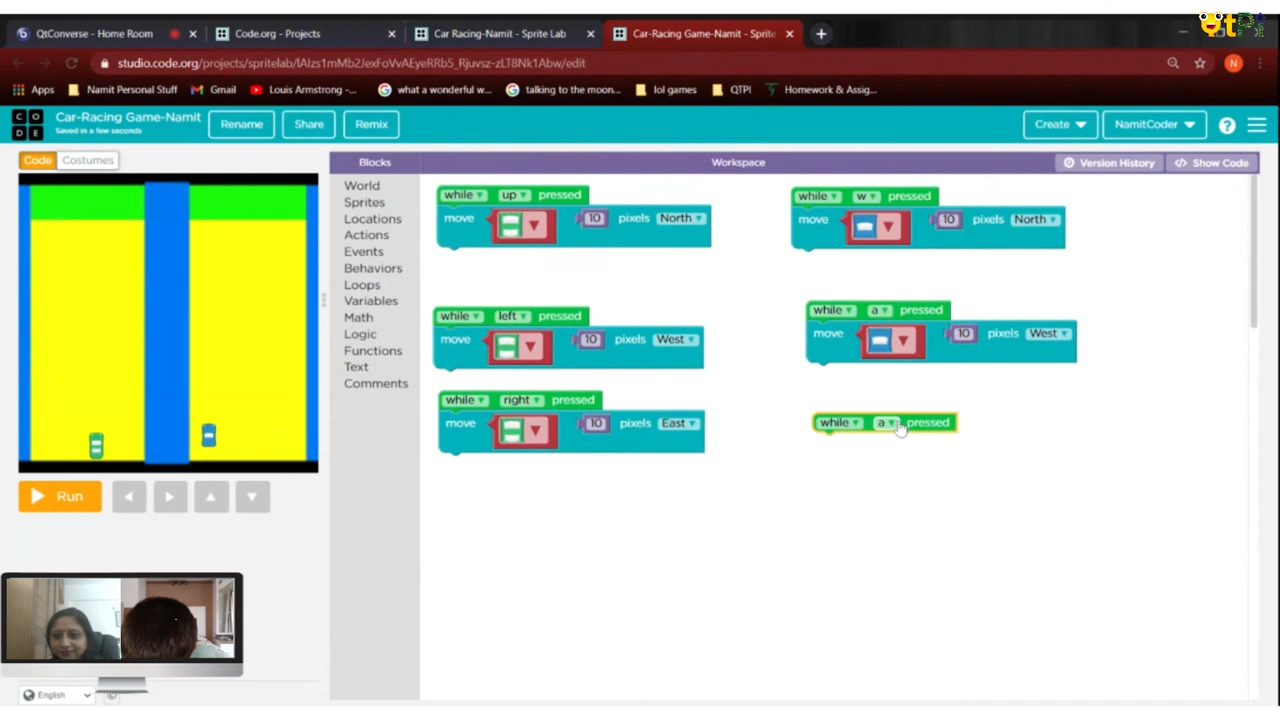 QtPi
QtConverse - Home Room
Code.org - Projects
Car Racing-Namit - Sprite Lab
Car-Racing Game-Namit - Sprite
studio.code.org/projects/spritelab/
/edit
N
Apps
Namit Personal Stuff
Gmail
Louis Armstrong -...
what a wonderful w...
talking to the moon...
lol games
QTPI
Homework & Assig...
C O
D E
Car-Racing Game-Namit
Saved in a few seconds
Rename
Share
Remix
Create
NamitCoder
?
Code
Costumes
Blocks
Workspace
Version History
</> Show Code
World
Sprites
Locations
Actions
Events
Behaviors
Loops
Variables
Math
Logic
Functions
Text
Comments
while up pressed
move 10 pixels North
while w pressed
move 10 pixels North
while left pressed
move 10 pixels West
while a pressed
move 10 pixels West
while right pressed
move 10 pixels East
while a pressed
Run
English